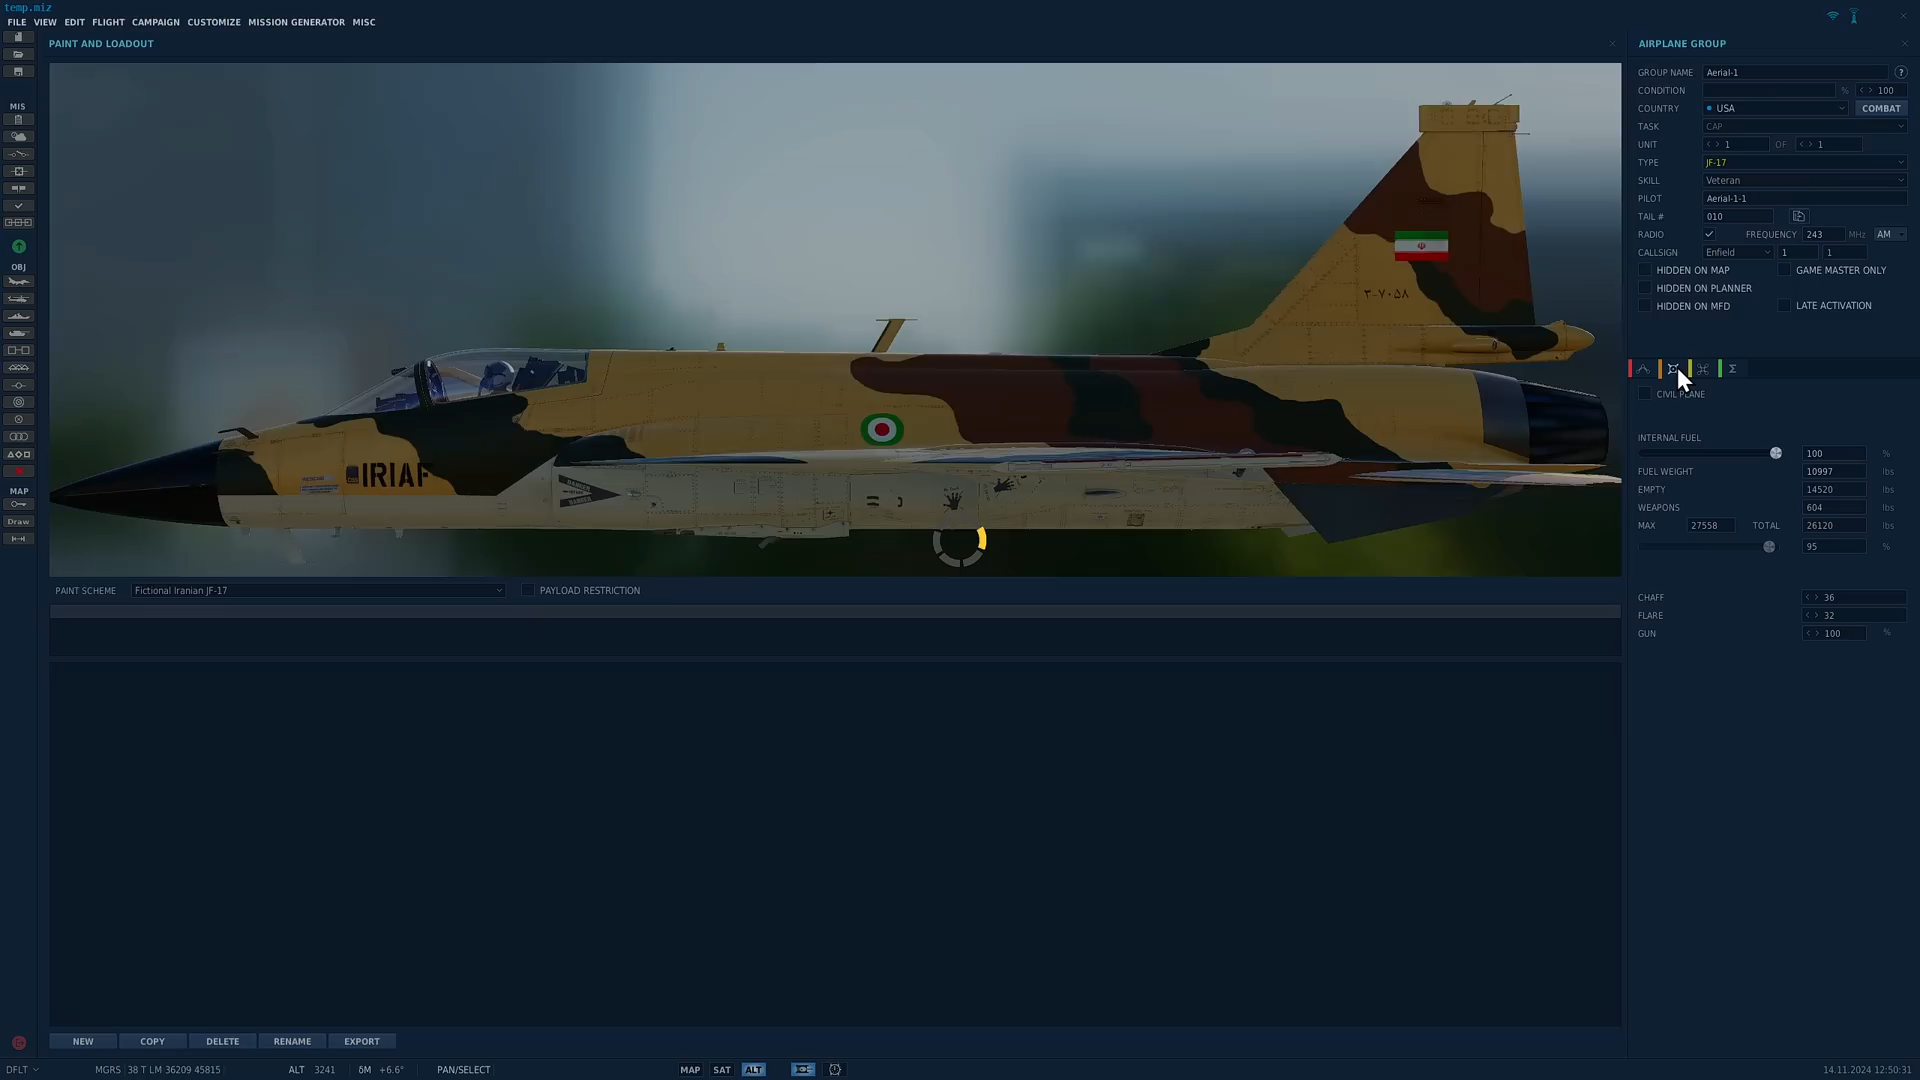 temp.miz
FILE VIEW EDIT FLIGHT CAMPAIGN CUSTOMIZE MISSION GENERATOR MISC
PAINT AND LOADOUT
IRIAF
DANGER
DANGER
۳-۷۰۵۸
PAINT SCHEME Fictional Iranian JF-17 PAYLOAD RESTRICTION
NEW COPY DELETE RENAME EXPORT
MIS
OBJ
MAP
Draw
AIRPLANE GROUP
GROUP NAME Aerial-1 ?
CONDITION % < > 100
COUNTRY USA COMBAT
TASK CAP
UNIT < > 1 OF < > 1
TYPE JF-17
SKILL Veteran
PILOT Aerial-1-1
TAIL # 010
RADIO FREQUENCY 243 MHz AM
CALLSIGN Enfield 1 1
HIDDEN ON MAP GAME MASTER ONLY
HIDDEN ON PLANNER
HIDDEN ON MFD LATE ACTIVATION
Σ
CIVIL PLANE
INTERNAL FUEL
100 %
FUEL WEIGHT 10997 lbs
EMPTY 14520 lbs
WEAPONS 604 lbs
MAX 27558 TOTAL 26120 lbs
95 %
CHAFF < > 36
FLARE < > 32
GUN < > 100 %
DFLT MGRS 38 T LM 36209 45815 ALT 3241 δM +6.6° PAN/SELECT MAP SAT ALT 14.11.2024 12:50:31